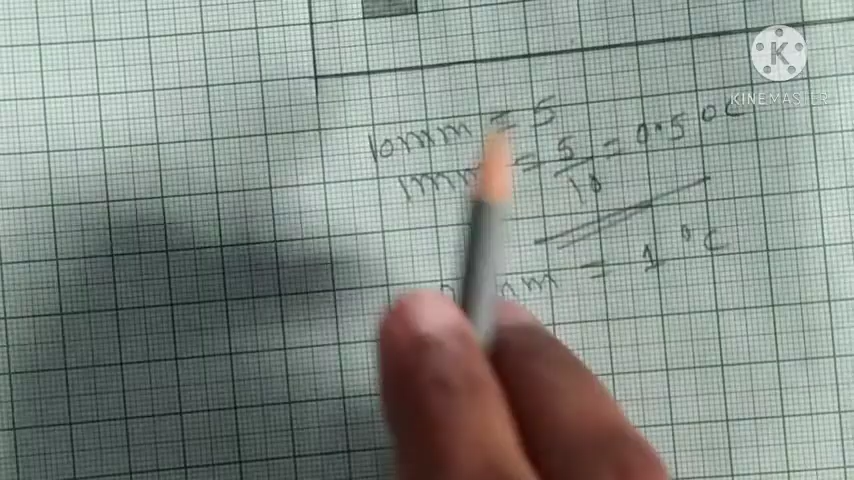 10mm = 5
1mm = 5/10 = 0.5 °C
mm = 1 °C
K
KINEMASTER